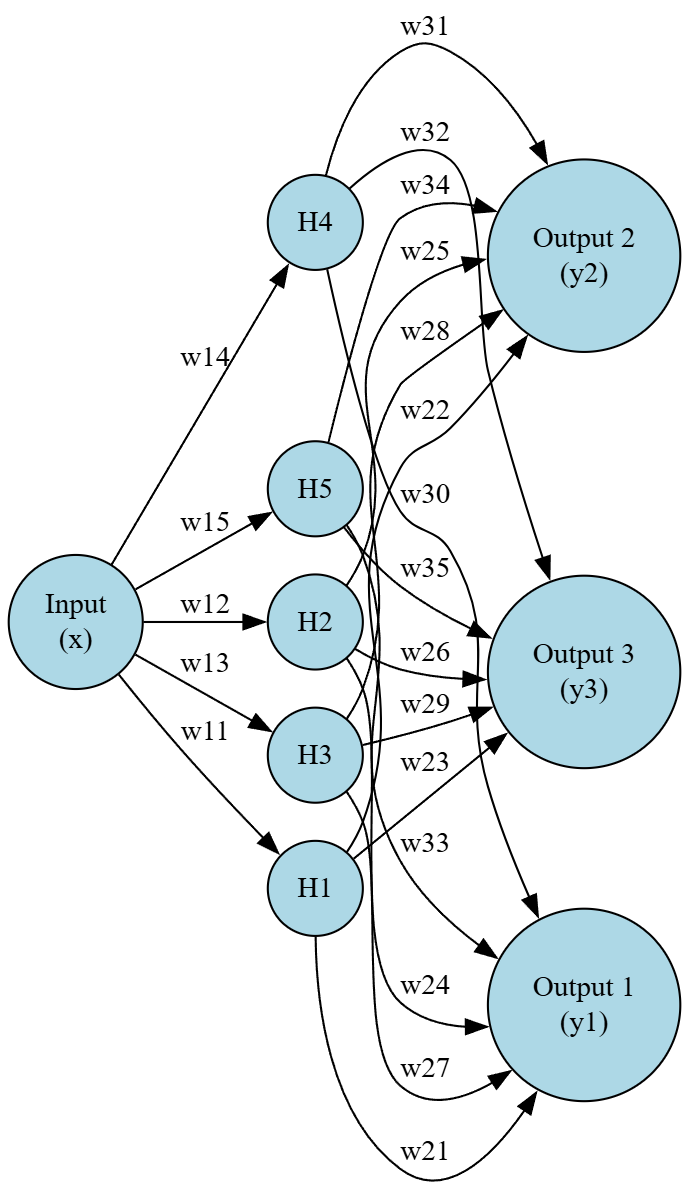 w31
w32
w34
H4
Output 2
(y2)
w25
w28
w14
w22
H5
w30
w15
w35
Input
(x)
w12
H2
w26
Output 3
(y3)
w13
w29
w11
H3
w23
w33
H1
w24
Output 1
(y1)
w27
w21